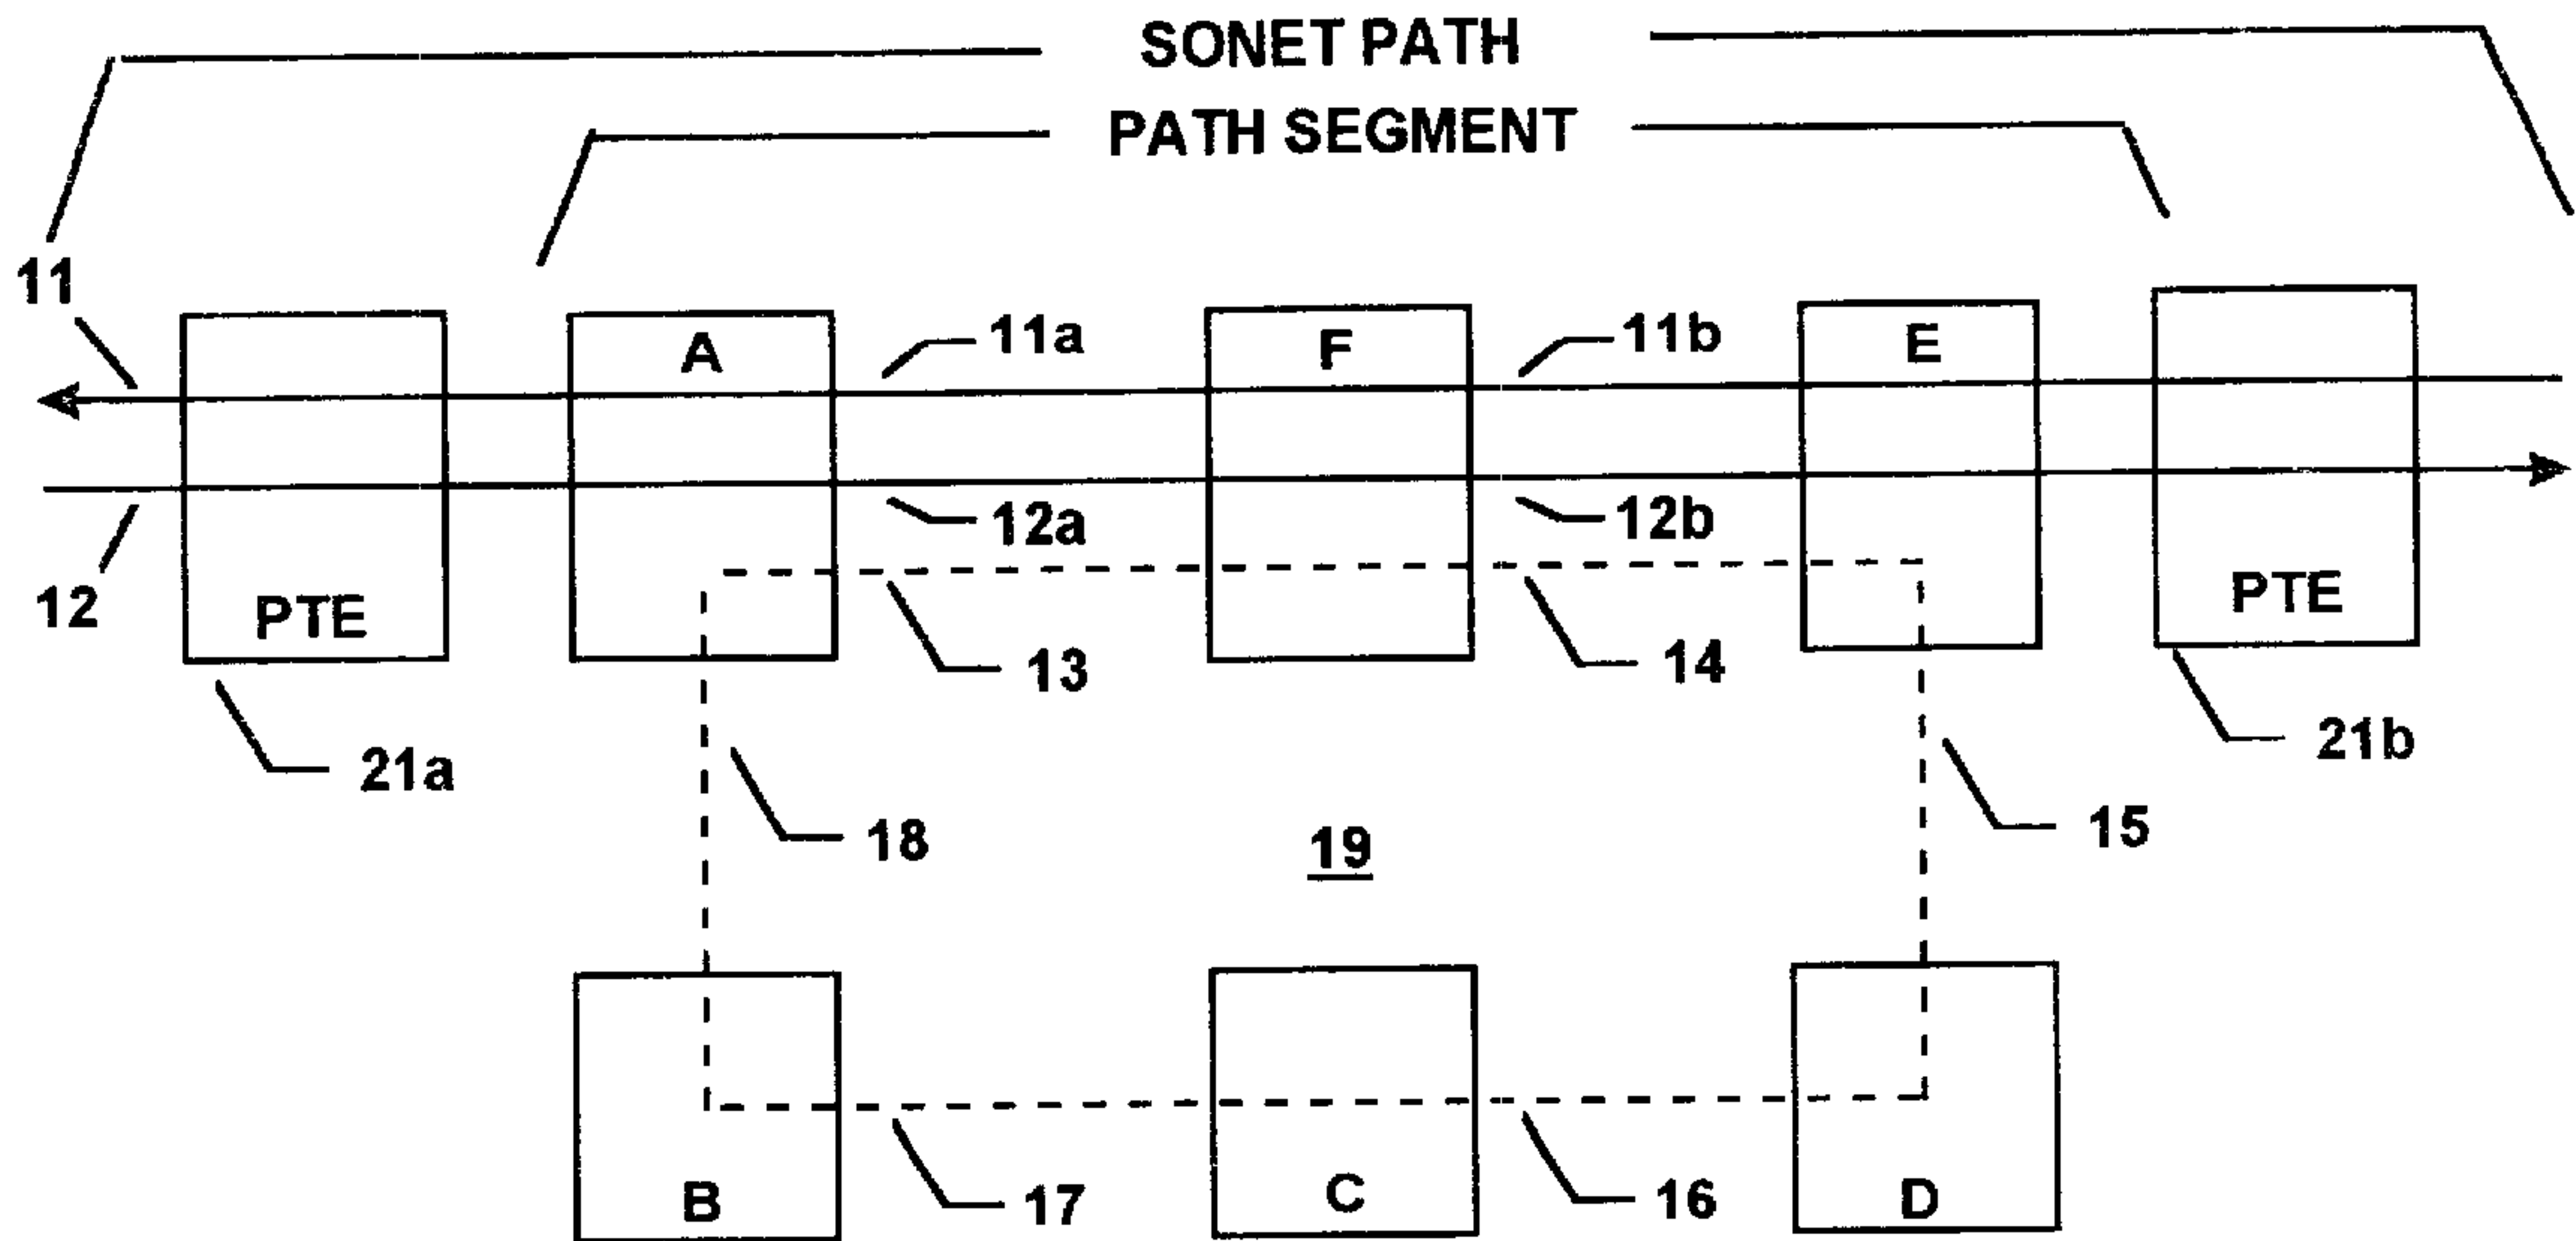 SONET PATH
PATH SEGMENT
11
A
11a
F
11b
E
12a
12b
12
PTE
PTE
13
14
21a
21b
18
15
19
B
17
C
16
D